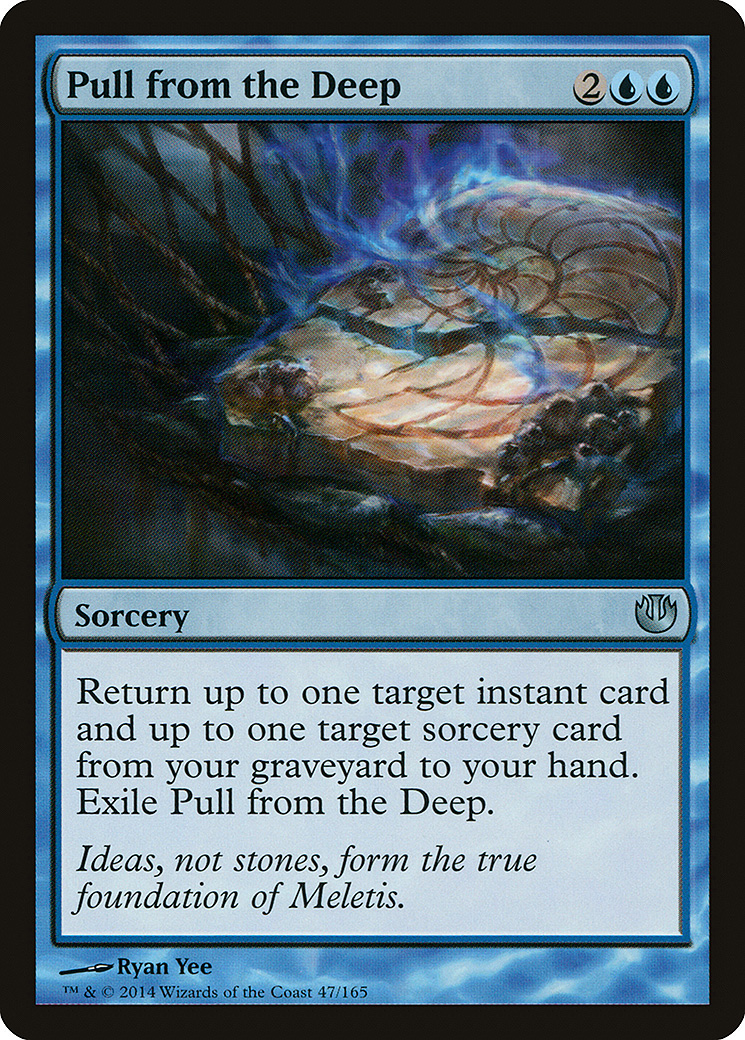 Pull from the Deep 2
Sorcery
Return up to one target instant card
and up to one target sorcery card
from your graveyard to your hand.
Exile Pull from the Deep.
Ideas, not stones, form the true
foundation of Meletis.
Ryan Yee
™ & © 2014 Wizards of the Coast 47/165